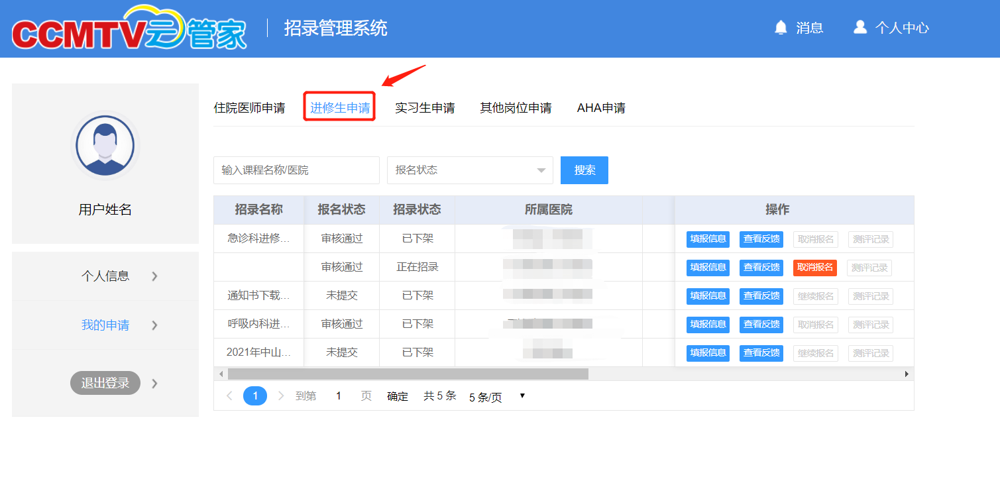 CCMTV云管家 招录管理系统 消息 个人中心
住院医师申请 进修生申请 实习生申请 其他岗位申请 AHA申请
输入课程名称/医院 报名状态 搜索
用户姓名
个人信息
我的申请
退出登录
招录名称 报名状态 招录状态 所属医院 操作
急诊科进修... 审核通过 已下架 填报信息 查看反馈 取消报名 测评记录
审核通过 正在招录 填报信息 查看反馈 取消报名 测评记录
通知书下载... 未提交 已下架 填报信息 查看反馈 继续报名 测评记录
呼吸内科进... 审核通过 已下架 填报信息 查看反馈 取消报名 测评记录
2021年中山... 未提交 已下架 填报信息 查看反馈 继续报名 测评记录
1 到第 1 页 确定 共 5 条 5 条/页